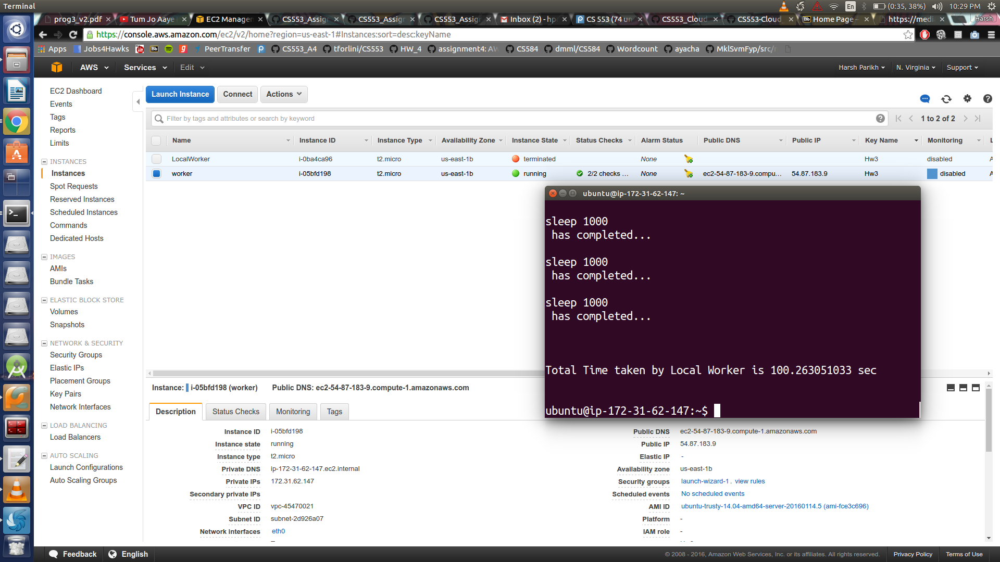 Terminal
En
(0:35, 38%)
10:29 PM
prog3_v2.pdf
Tum Jo Aaye
EC2 Manager
CS553_Assig
CS553_Assig
CS553_Assig
Inbox (2) - hp
CS 553 (74 un
CS553_Cloud
CS553-Cloud_
Bb Home Page -
https://medi
Harsh
https://console.aws.amazon.com/ec2/v2/home?region=us-east-1#Instances:sort=desc:keyName
Apps
Jobs4Hawks
Bb
PeerTransfer
CS553_A4
tforlini/CS553
HW_4
assignment4: AW
CS584
dmml/CS584
Wordcount
ayacha
MklSvmFyp/src/
AWS
Services
Edit
Harsh Parikh
N. Virginia
Support
EC2 Dashboard
Events
Tags
Reports
Limits
INSTANCES
Instances
Spot Requests
Reserved Instances
Scheduled Instances
Commands
Dedicated Hosts
IMAGES
AMIs
Bundle Tasks
ELASTIC BLOCK STORE
Volumes
Snapshots
NETWORK & SECURITY
Security Groups
Elastic IPs
Placement Groups
Key Pairs
Network Interfaces
LOAD BALANCING
Load Balancers
AUTO SCALING
Launch Configurations
Auto Scaling Groups
Launch Instance
Connect
Actions
Filter by tags and attributes or search by keyword
1 to 2 of 2
Name Instance ID Instance Type Availability Zone Instance State Status Checks Alarm Status Public DNS Public IP Key Name Monitoring
LocalWorker i-0ba4ca96 t2.micro us-east-1b terminated None Hw3 disabled
worker i-05bfd198 t2.micro us-east-1b running 2/2 checks ... None ec2-54-87-183-9.compu... 54.87.183.9 Hw3 disabled
ubuntu@ip-172-31-62-147: ~
sleep 1000
has completed...
sleep 1000
has completed...
sleep 1000
has completed...
Total Time taken by Local Worker is 100.263051033 sec
ubuntu@ip-172-31-62-147:~$
Instance: i-05bfd198 (worker) Public DNS: ec2-54-87-183-9.compute-1.amazonaws.com
Description
Status Checks
Monitoring
Tags
Instance ID i-05bfd198
Instance state running
Instance type t2.micro
Private DNS ip-172-31-62-147.ec2.internal
Private IPs 172.31.62.147
Secondary private IPs
VPC ID vpc-45470021
Subnet ID subnet-2d926a07
Network interfaces eth0
Public DNS ec2-54-87-183-9.compute-1.amazonaws.com
Public IP 54.87.183.9
Elastic IP -
Availability zone us-east-1b
Security groups launch-wizard-1. view rules
Scheduled events No scheduled events
AMI ID ubuntu-trusty-14.04-amd64-server-20160114.5 (ami-fce3c696)
Platform -
IAM role -
Feedback
English
© 2008 - 2016, Amazon Web Services, Inc. or its affiliates. All rights reserved.
Privacy Policy
Terms of Use